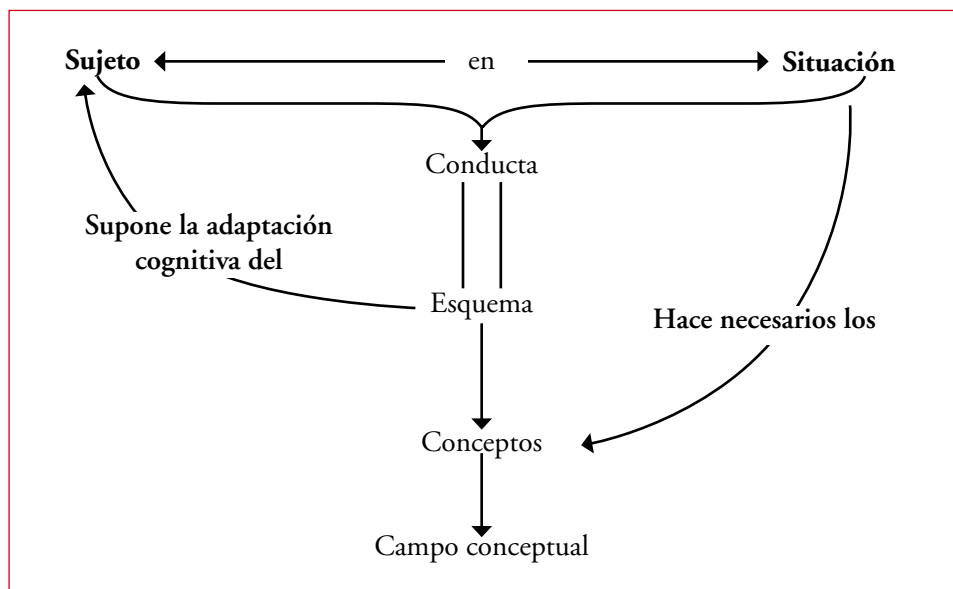 Sujeto en Situación
Conducta
Supone la adaptación
cognitiva del
Esquema
Hace necesarios los
Conceptos
Campo conceptual